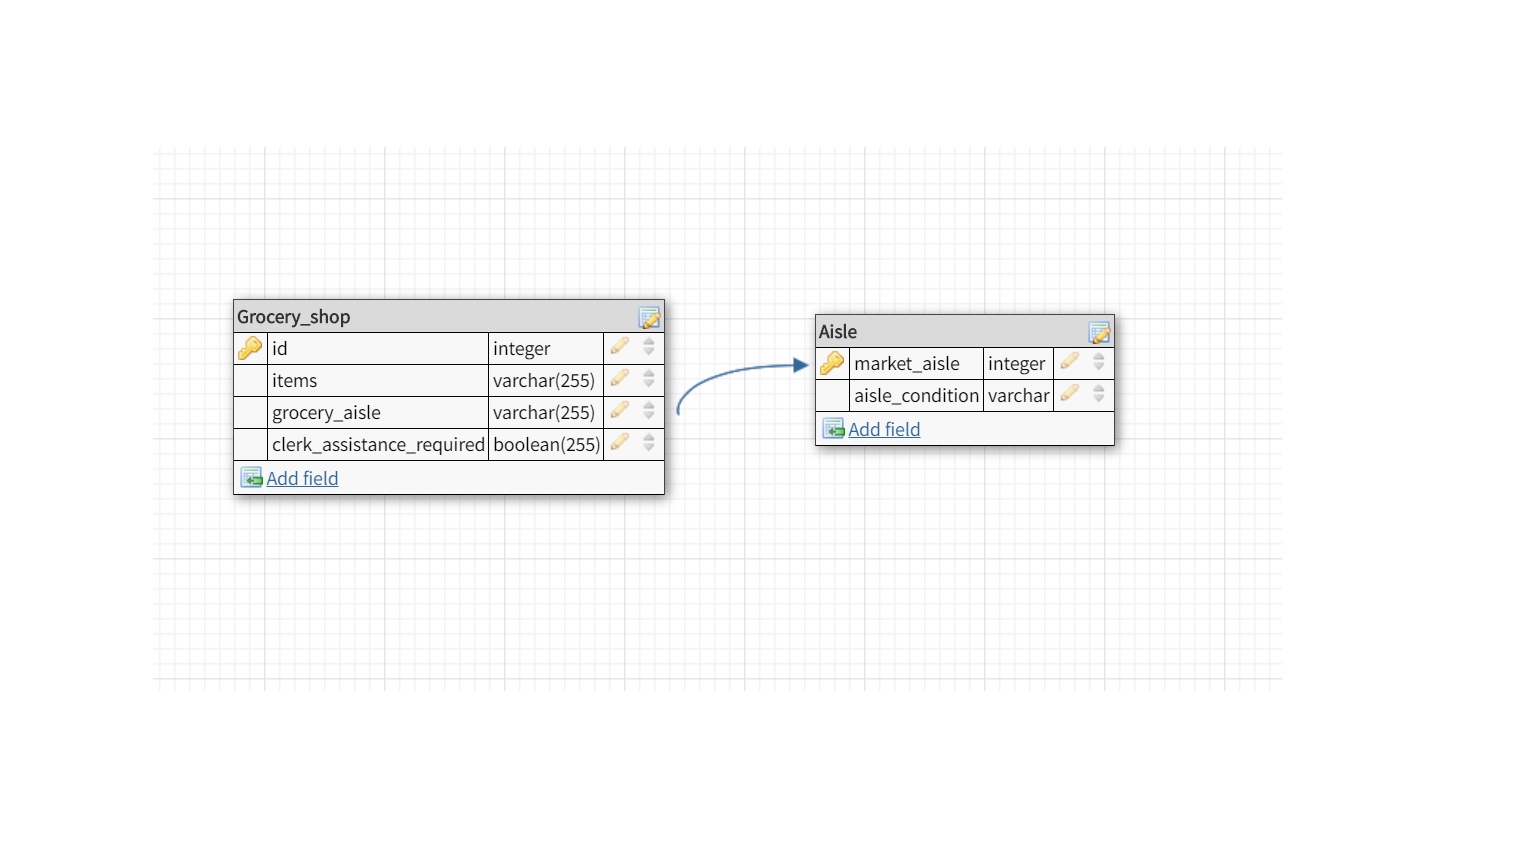 Grocery_shop
id integer
items varchar(255)
grocery_aisle varchar(255)
clerk_assistance_required boolean(255)
Add field
Aisle
market_aisle integer
aisle_condition varchar
Add field